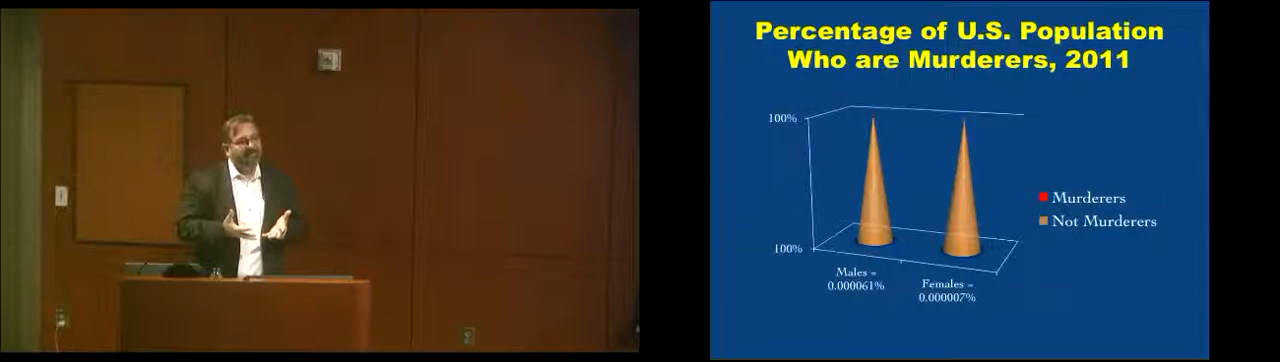 Percentage of U.S. Population
Who are Murderers, 2011
100%
100%
Males =
0.000061%
Females =
0.000007%
Murderers
Not Murderers